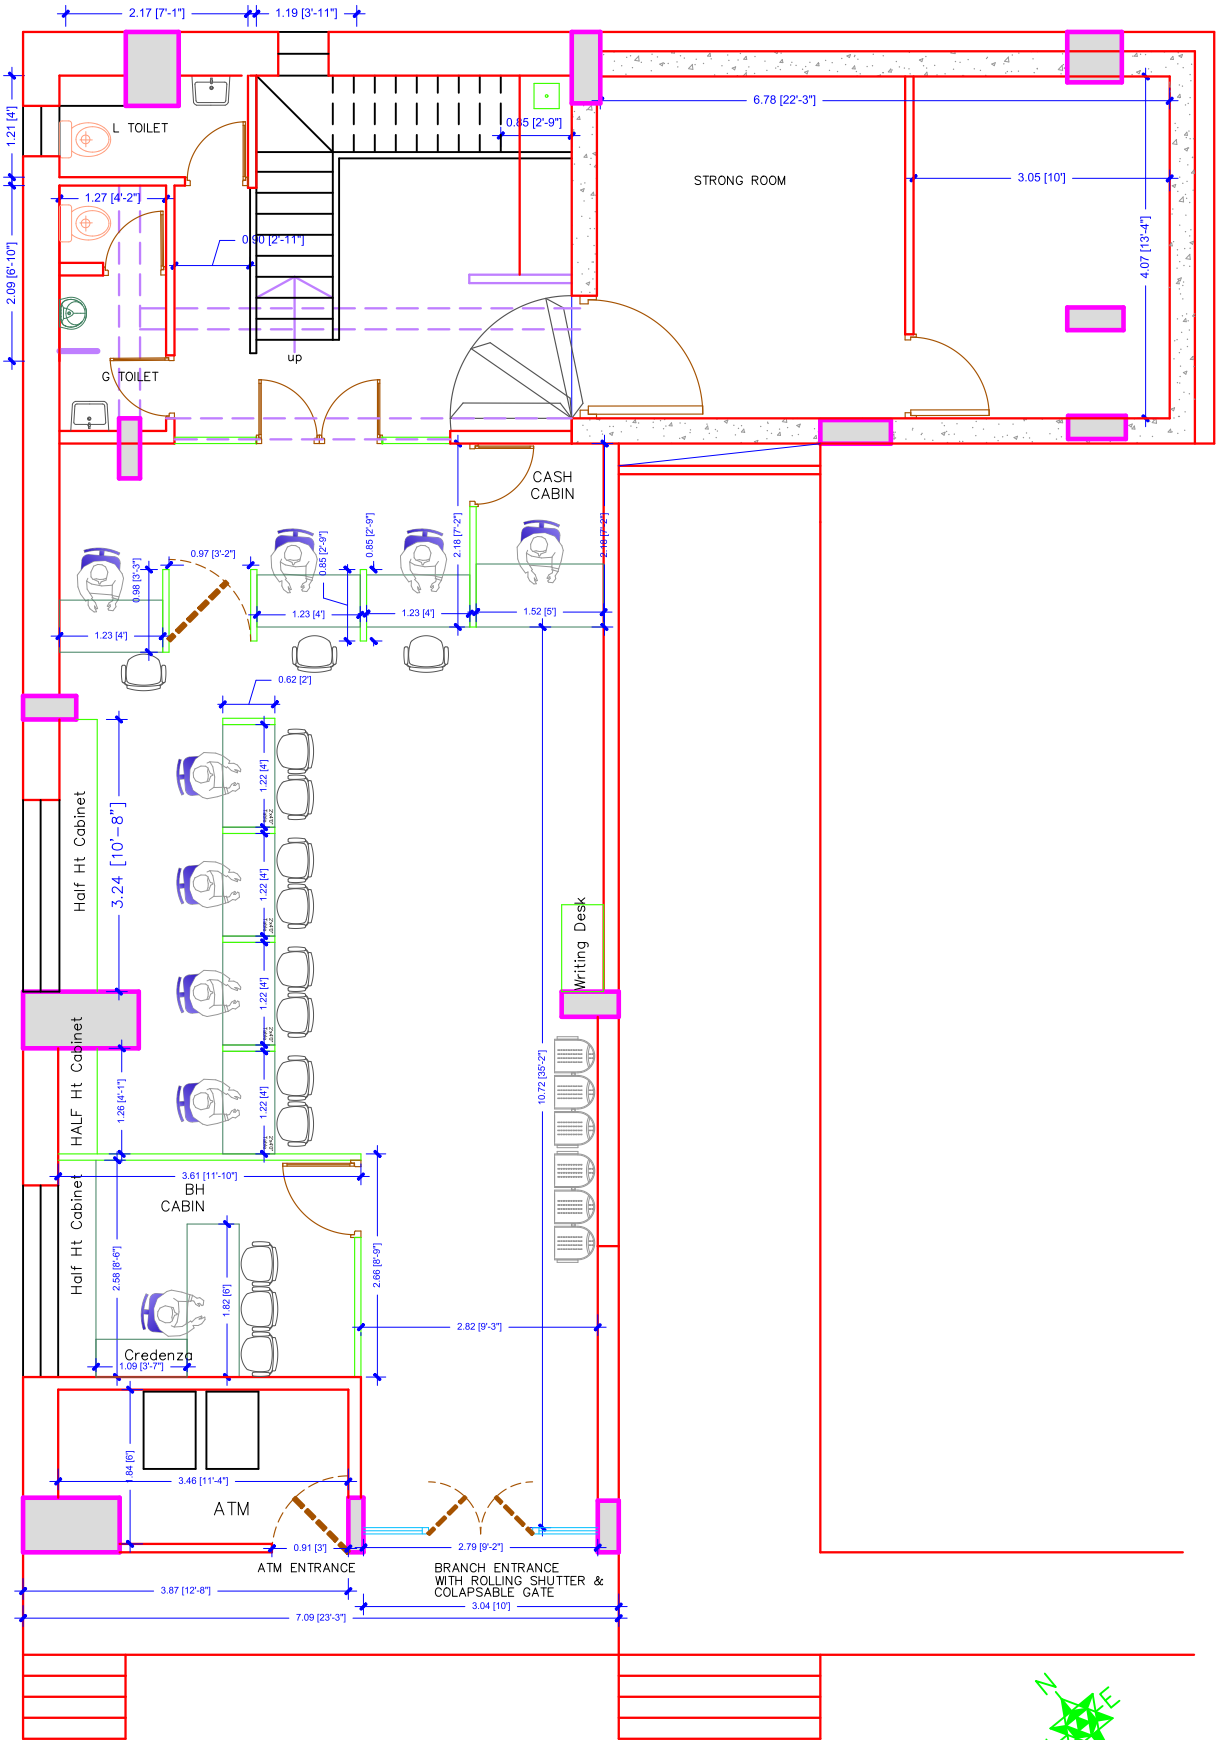 2.17 [7'-1"]
1.19 [3'-11"]
6.78 [22'-3"]
1.21 [4']
L TOILET
0.85 [2'-9"]
STRONG ROOM
3.05 [10']
1.27 [4'-2"]
0.90 [2'-11"]
2.09 [6'-10"]
4.07 [13'-4"]
up
G TOILET
CASH
CABIN
2.18 [7'-2"]
2.18 [7'-2"]
0.97 [3'-2"]
0.98 [3'-3"]
0.85 [2'-9"]
0.85 [2'-9"]
1.23 [4']
1.23 [4']
1.23 [4']
1.52 [5']
0.62 [2']
1.22 [4']
3.24 [10'-8"]
Half Ht Cabinet
1.22 [4']
Writing Desk
1.22 [4']
HALF Ht Cabinet
1.26 [4'-1"]
1.22 [4']
10.72 [35'-2"]
3.61 [11'-10"]
BH
CABIN
Half Ht Cabinet
2.58 [8'-6"]
1.82 [6']
2.66 [8'-9"]
2.82 [9'-3"]
Credenza
1.09 [3'-7"]
1.84 [6']
3.46 [11'-4"]
ATM
0.91 [3']
2.79 [9'-2"]
ATM ENTRANCE
BRANCH ENTRANCE
WITH ROLLING SHUTTER &
COLAPSABLE GATE
3.87 [12'-8"]
3.04 [10']
7.09 [23'-3"]
N
E